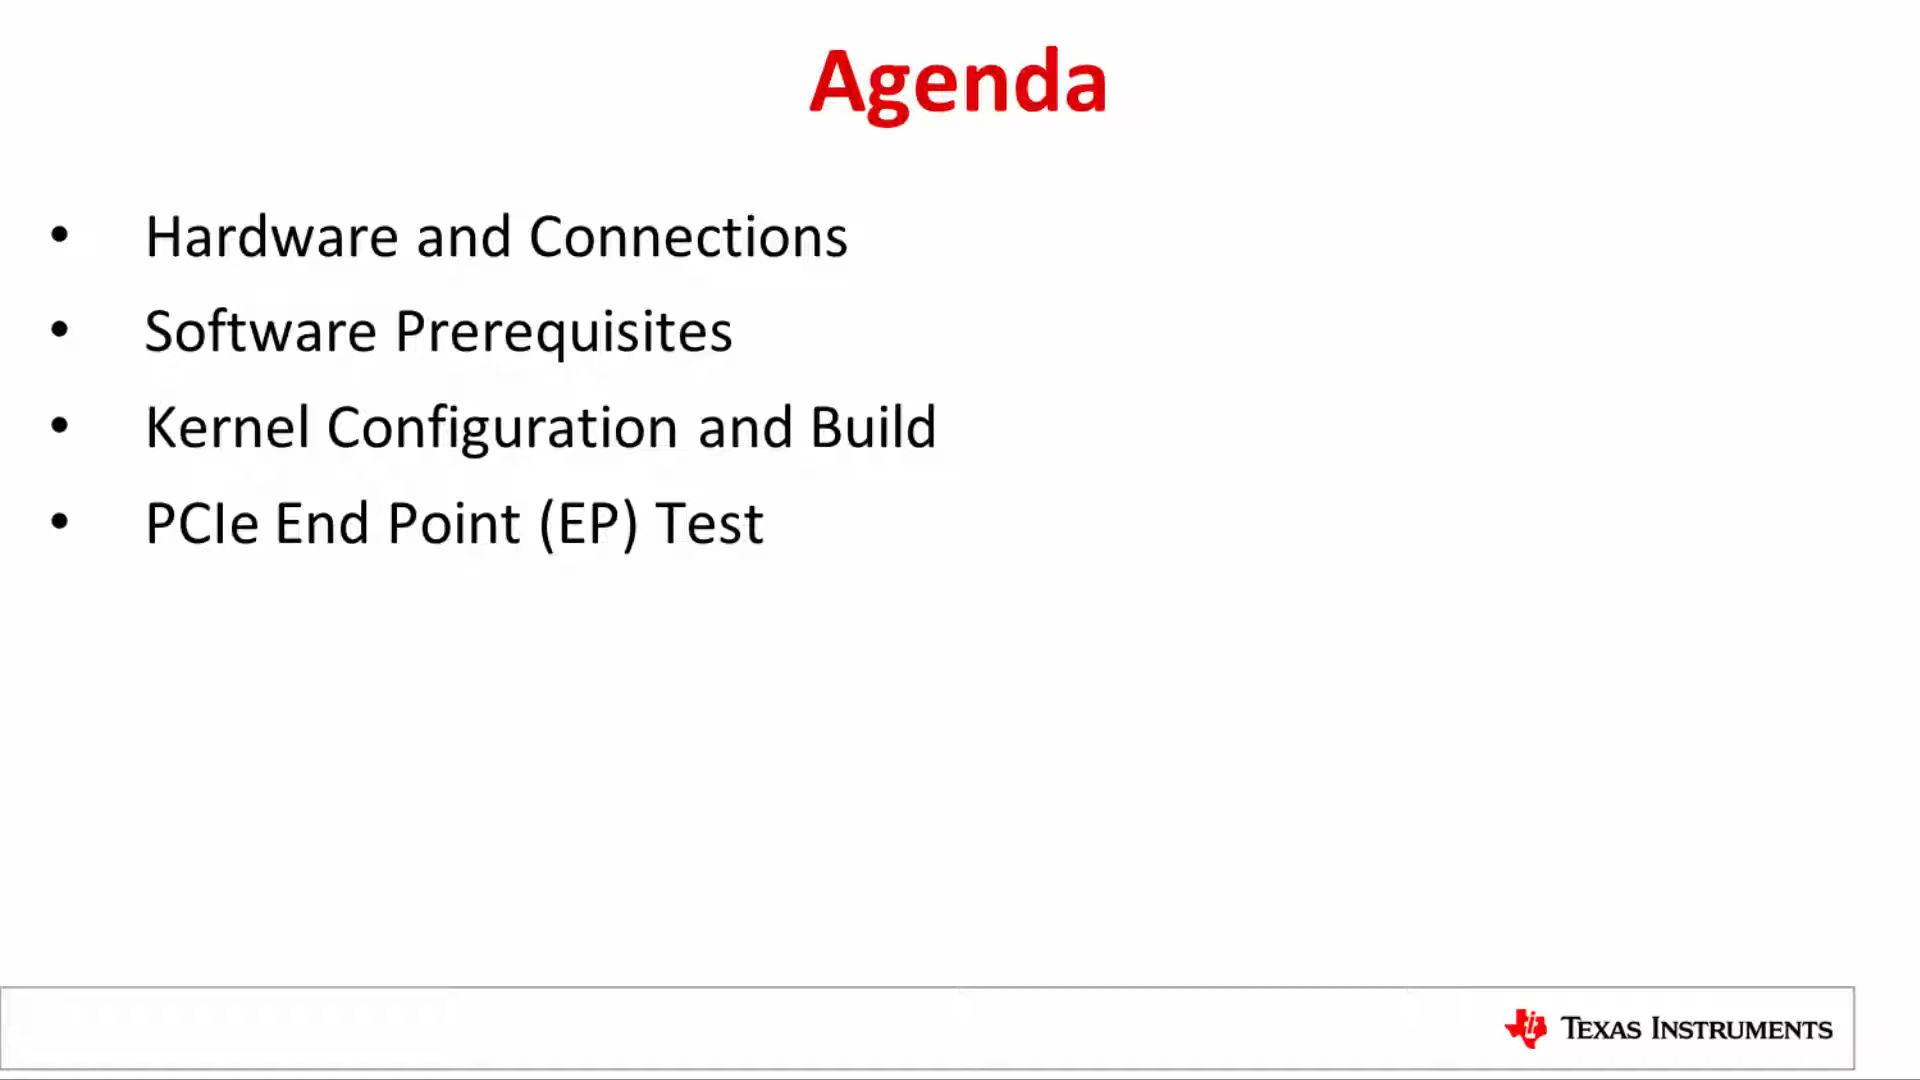 Agenda
• Hardware and Connections
• Software Prerequisites
• Kernel Configuration and Build
• PCIe End Point (EP) Test
TEXAS INSTRUMENTS